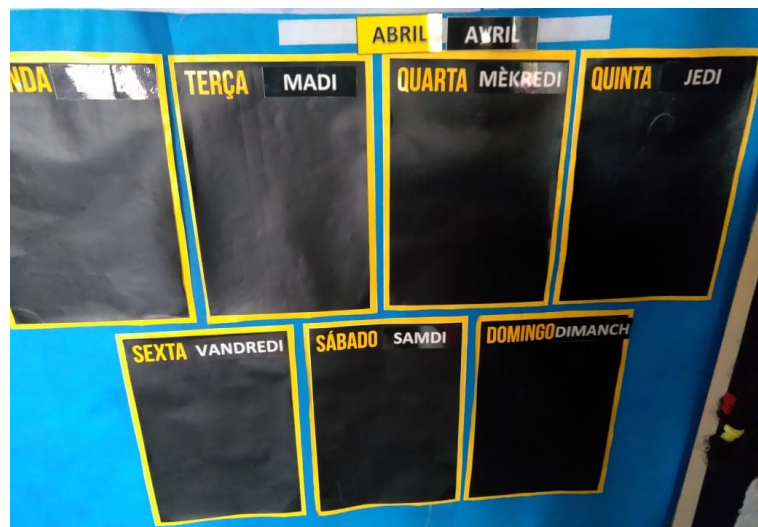 ABRIL AVRIL
NDA
TERÇA MADI
QUARTA MÈKREDI
QUINTA JEDI
SEXTA VANDREDI
SÁBADO SAMDI
DOMINGO DIMANCH